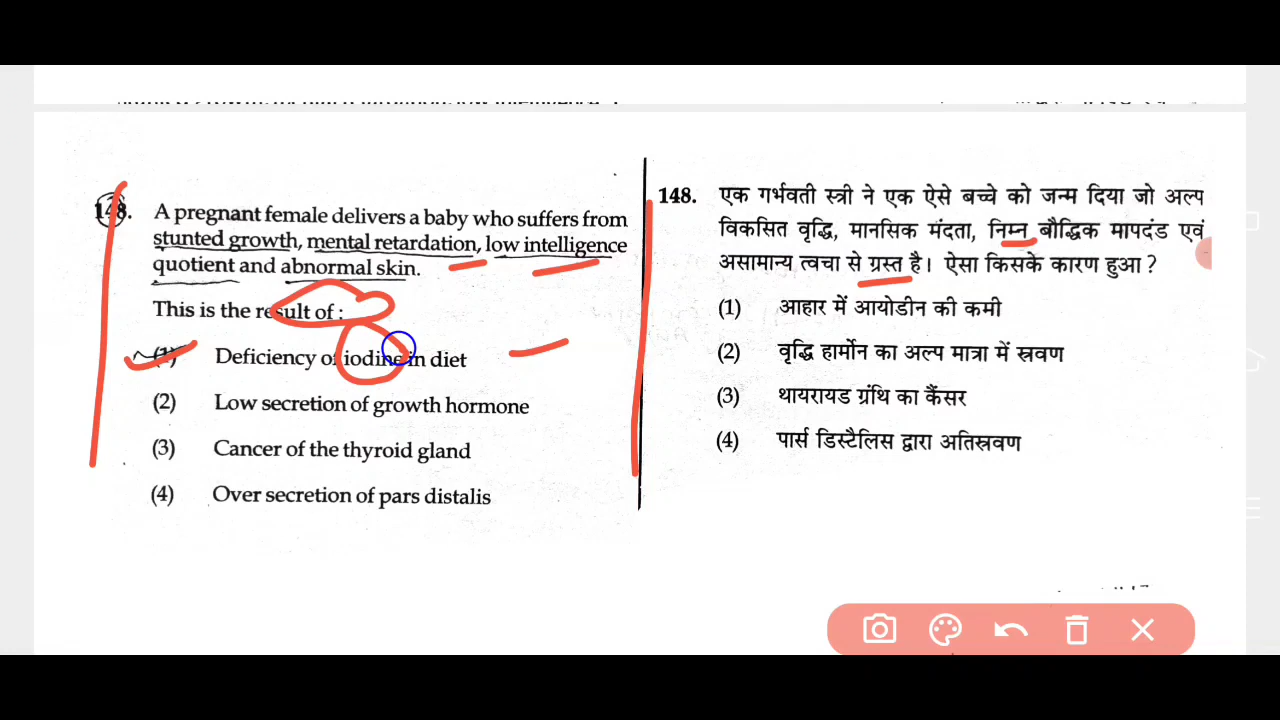 148. A pregnant female delivers a baby who suffers from
stunted growth, mental retardation, low intelligence
quotient and abnormal skin.
This is the result of :
(1) Deficiency of iodine in diet
(2) Low secretion of growth hormone
(3) Cancer of the thyroid gland
(4) Over secretion of pars distalis
148. एक गर्भवती स्त्री ने एक ऐसे बच्चे को जन्म दिया जो अल्प
विकसित वृद्धि, मानसिक मंदता, निम्न बौद्धिक मापदंड एवं
असामान्य त्वचा से ग्रस्त है। ऐसा किसके कारण हुआ ?
(1) आहार में आयोडीन की कमी
(2) वृद्धि हार्मोन का अल्प मात्रा में स्रवण
(3) थायरायड ग्रंथि का कैंसर
(4) पार्स डिस्टैलिस द्वारा अतिस्रवण